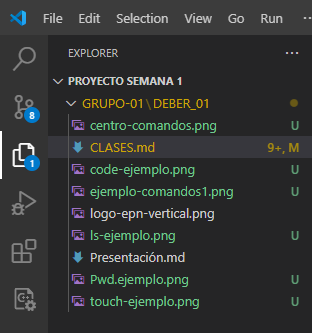 File Edit Selection View Go Run
EXPLORER ...
PROYECTO SEMANA 1
GRUPO-01\DEBER_01
centro-comandos.png U
CLASES.md 9+, M
code-ejemplo.png U
ejemplo-comandos1.png U
logo-epn-vertical.png
ls-ejemplo.png U
Presentación.md
Pwd.ejemplo.png U
touch-ejemplo.png U
8
1